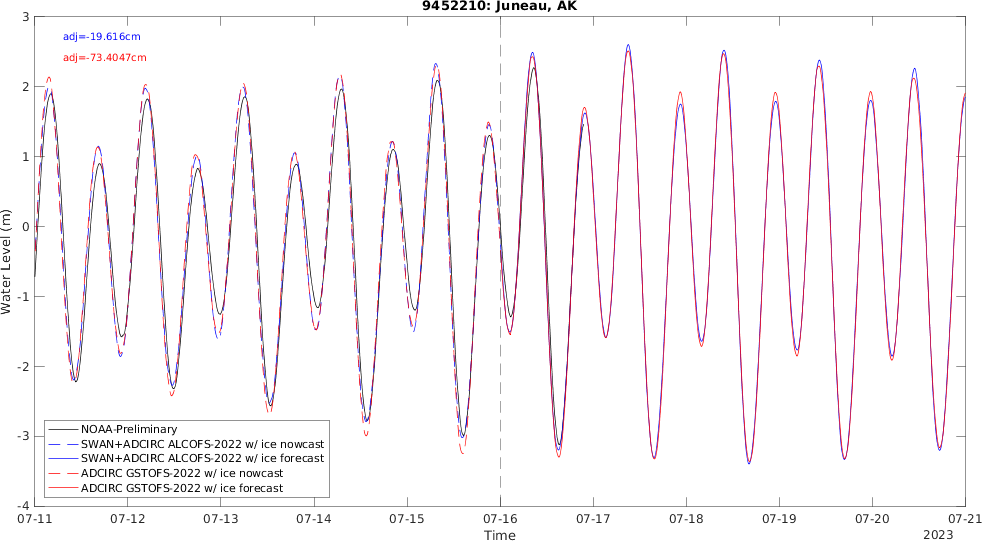 9452210: Juneau, AK
adj=-19.616cm
adj=-73.4047cm
3
2
1
0
-1
-2
-3
-4
Water Level (m)
NOAA-Preliminary
SWAN+ADCIRC ALCOFS-2022 w/ ice nowcast
SWAN+ADCIRC ALCOFS-2022 w/ ice forecast
ADCIRC GSTOFS-2022 w/ ice nowcast
ADCIRC GSTOFS-2022 w/ ice forecast
07-11 07-12 07-13 07-14 07-15 07-16 07-17 07-18 07-19 07-20 07-21
Time
2023